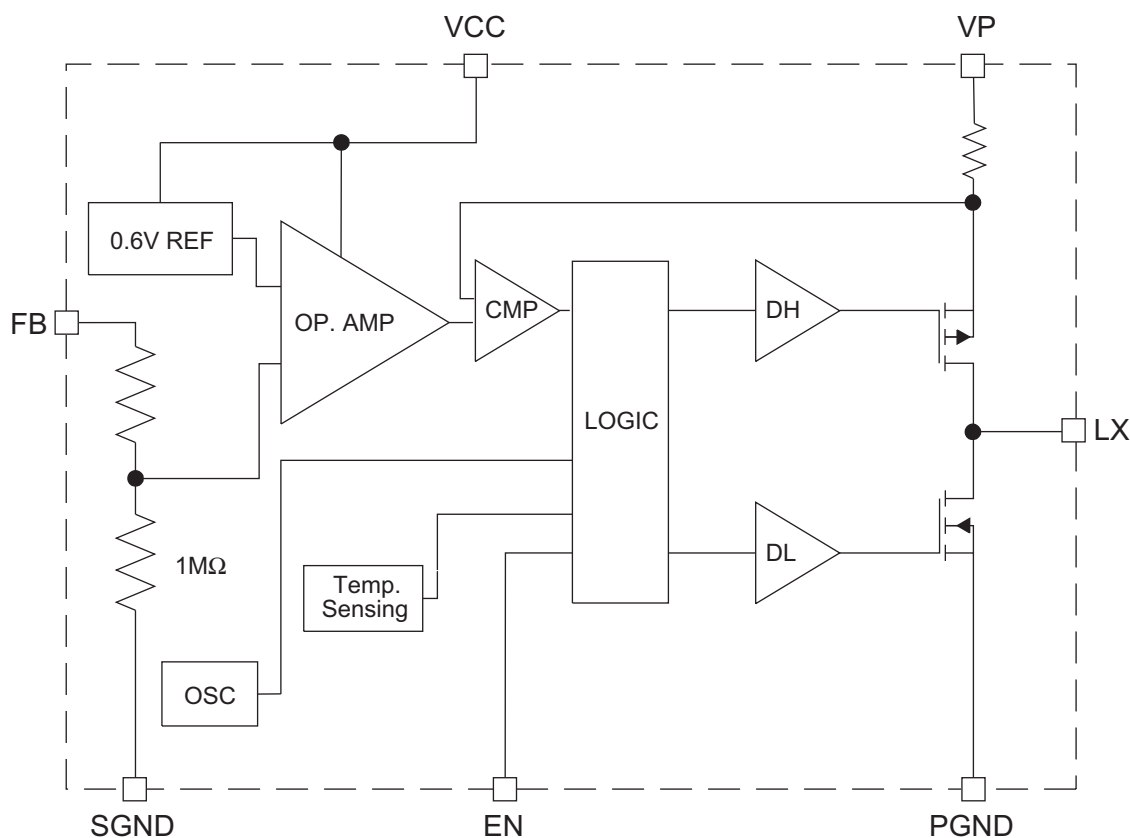 VCC
VP
0.6V REF
FB
OP. AMP
CMP
DH
LOGIC
LX
1MΩ
Temp.
Sensing
DL
OSC
SGND
EN
PGND